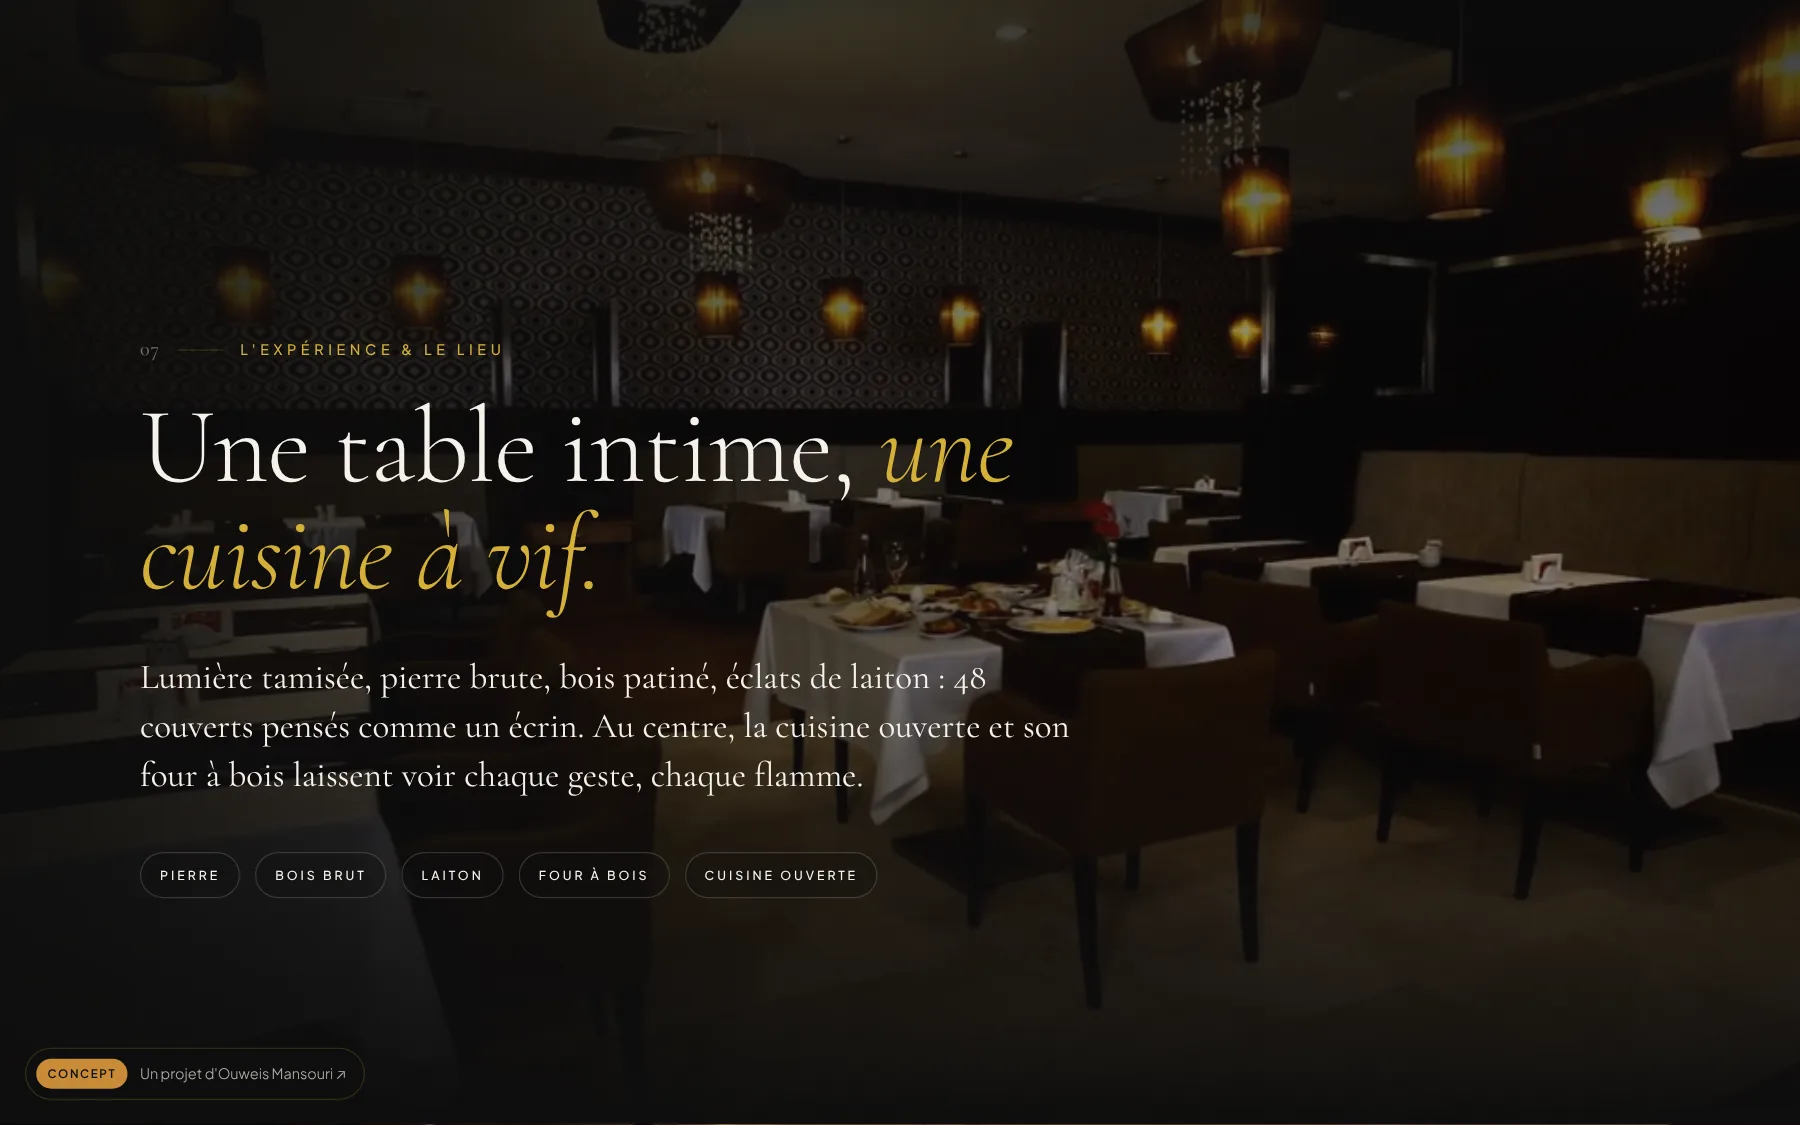 07 L'EXPÉRIENCE & LE LIEU
Une table intime, une
cuisine à vif.
Lumière tamisée, pierre brute, bois patiné, éclats de laiton : 48
couverts pensés comme un écrin. Au centre, la cuisine ouverte et son
four à bois laissent voir chaque geste, chaque flamme.
PIERRE BOIS BRUT LAITON FOUR À BOIS CUISINE OUVERTE
CONCEPT Un projet d'Ouweis Mansouri ↗